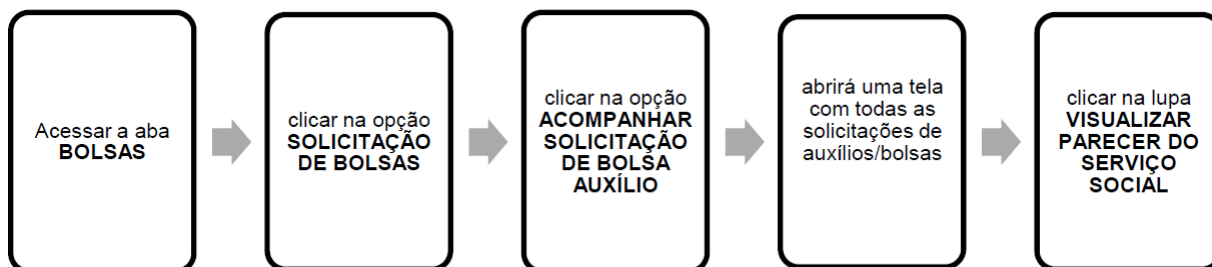 Acessar a aba
BOLSAS
clicar na opção
SOLICITAÇÃO
DE BOLSAS
clicar na opção
ACOMPANHAR
SOLICITAÇÃO
DE BOLSA
AUXÍLIO
abrirá uma tela
com todas as
solicitações de
auxílios/bolsas
clicar na lupa
VISUALIZAR
PARECER DO
SERVIÇO
SOCIAL